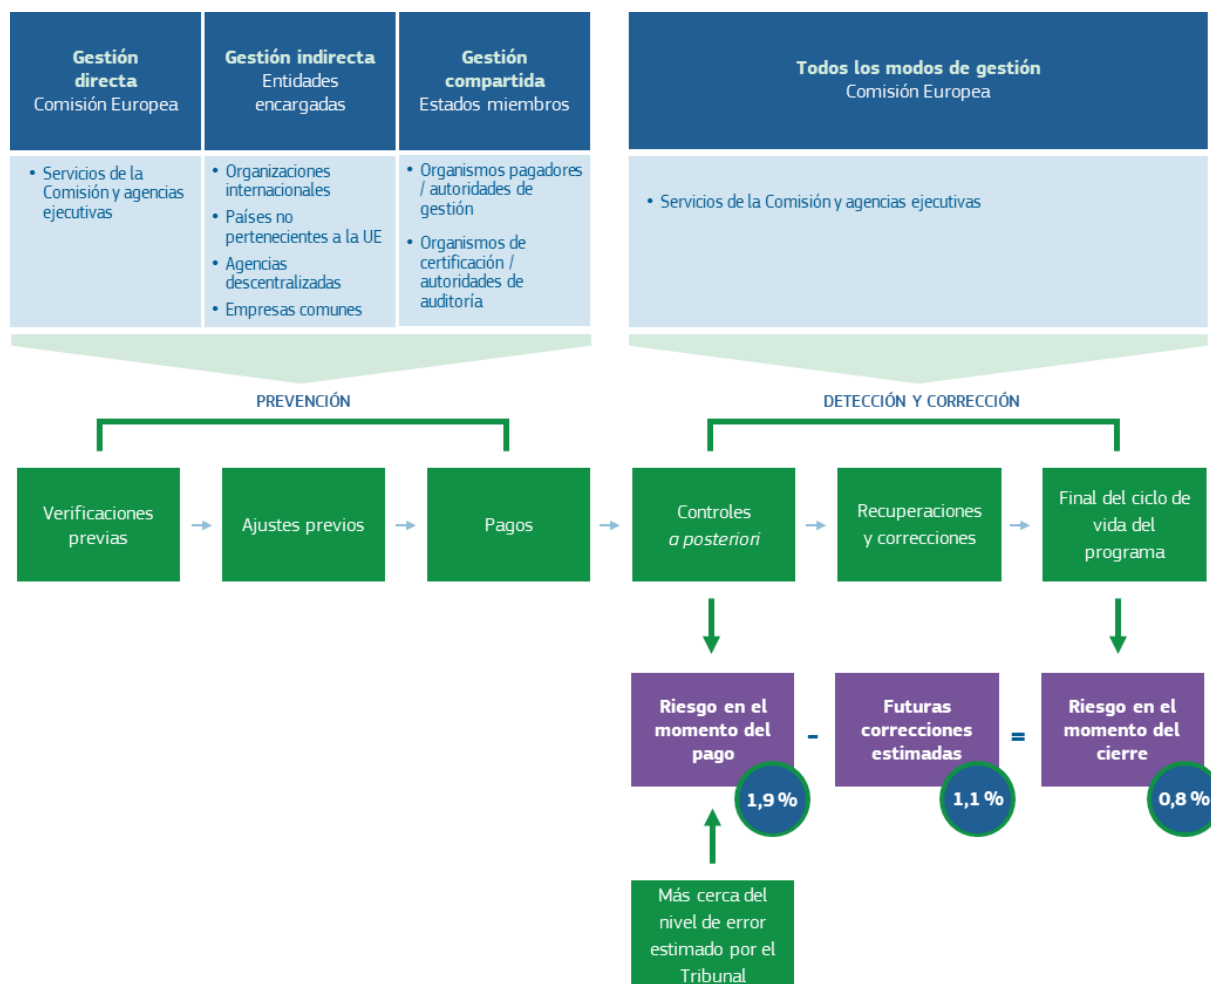 Gestión
directa
Comisión Europea
Gestión indirecta
Entidades
encargadas
Gestión
compartida
Estados miembros
Todos los modos de gestión
Comisión Europea
• Servicios de la
Comisión y agencias
ejecutivas
• Organizaciones
internacionales
• Países no
pertenecientes a la UE
• Agencias
descentralizadas
• Empresas comunes
• Organismos pagadores
/ autoridades de
gestión
• Organismos de
certificación /
autoridades de
auditoría
• Servicios de la Comisión y agencias ejecutivas
PREVENCIÓN
DETECCIÓN Y CORRECCIÓN
Verificaciones
previas
Ajustes previos
Pagos
Controles
a posteriori
Recuperaciones
y correcciones
Final del ciclo de
vida del
programa
Riesgo en el
momento del
pago
1,9 %
-
Futuras
correcciones
estimadas
1,1 %
=
Riesgo en el
momento del
cierre
0,8 %
Más cerca del
nivel de error
estimado por el
Tribunal